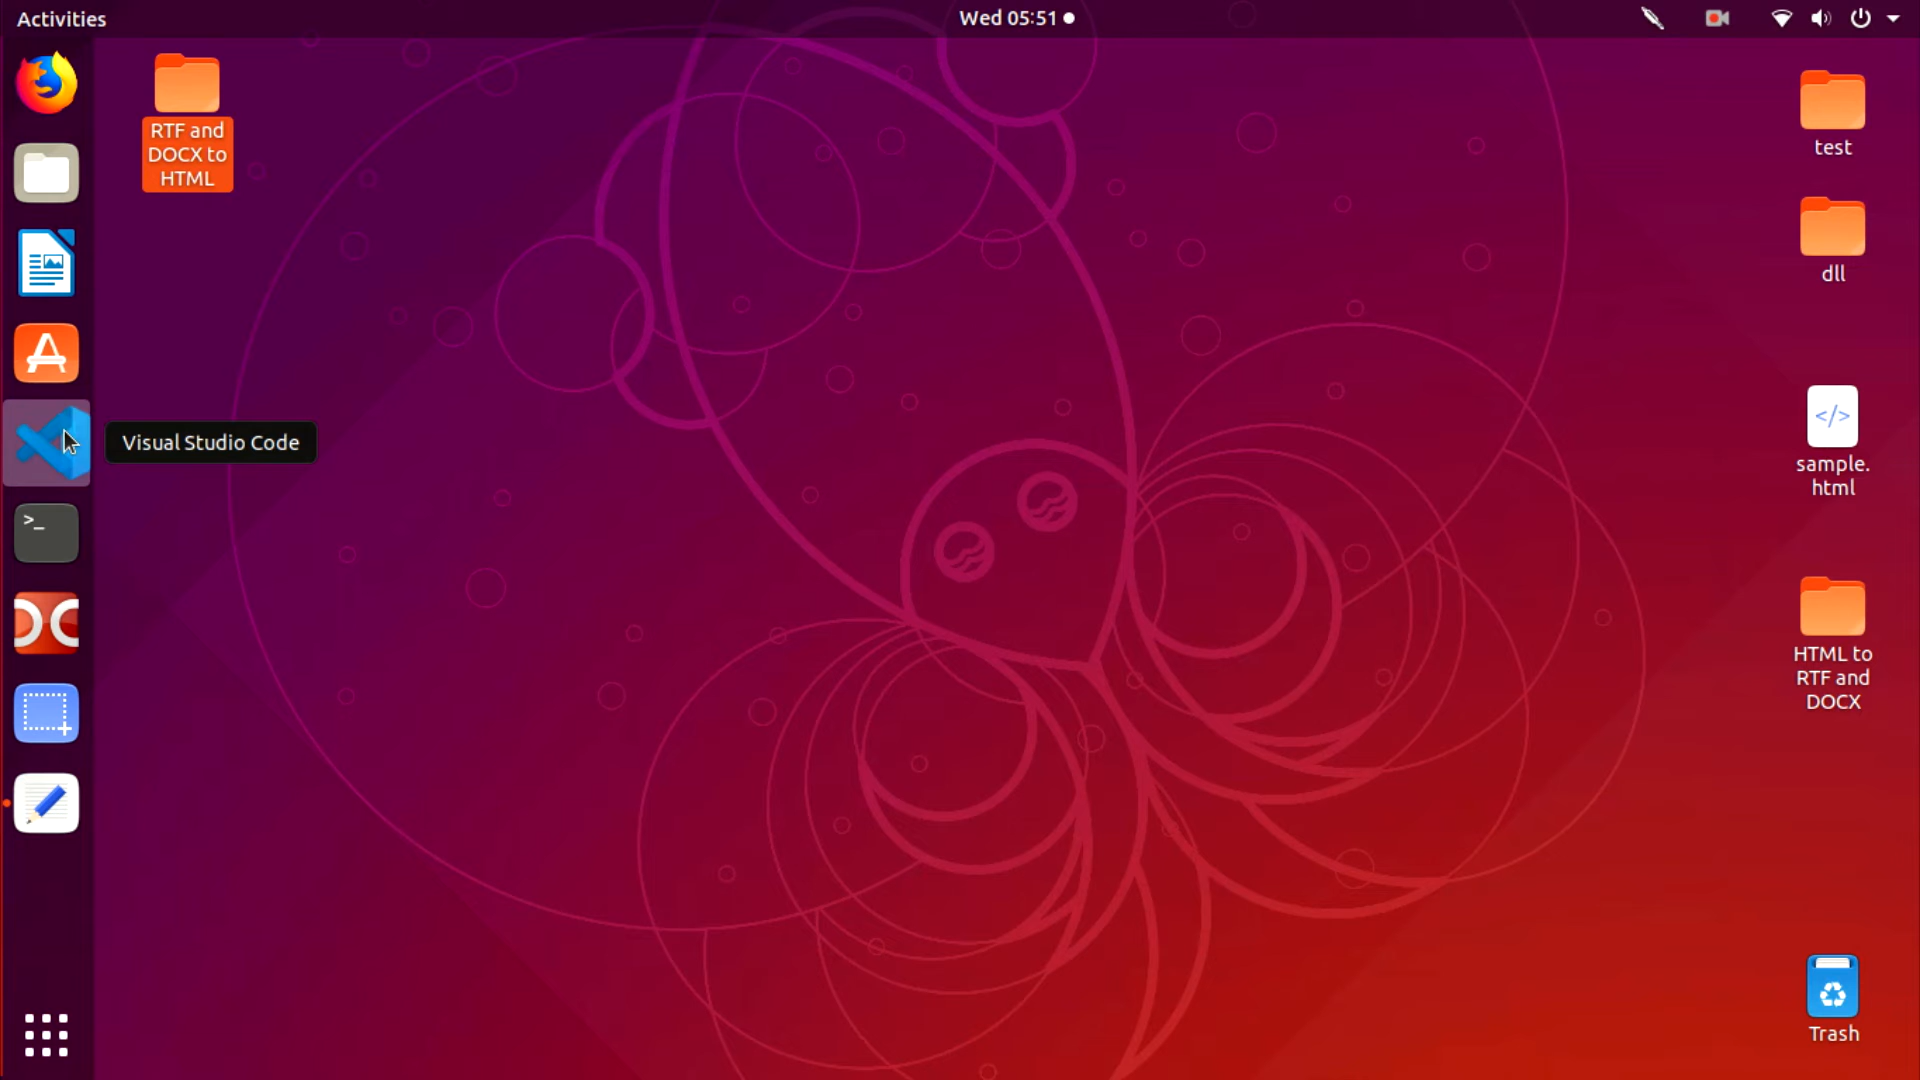 Activities
Wed 05:51
RTF and
DOCX to
HTML
test
dll
Visual Studio Code
>_
</>
sample.
html
HTML to
RTF and
DOCX
Trash